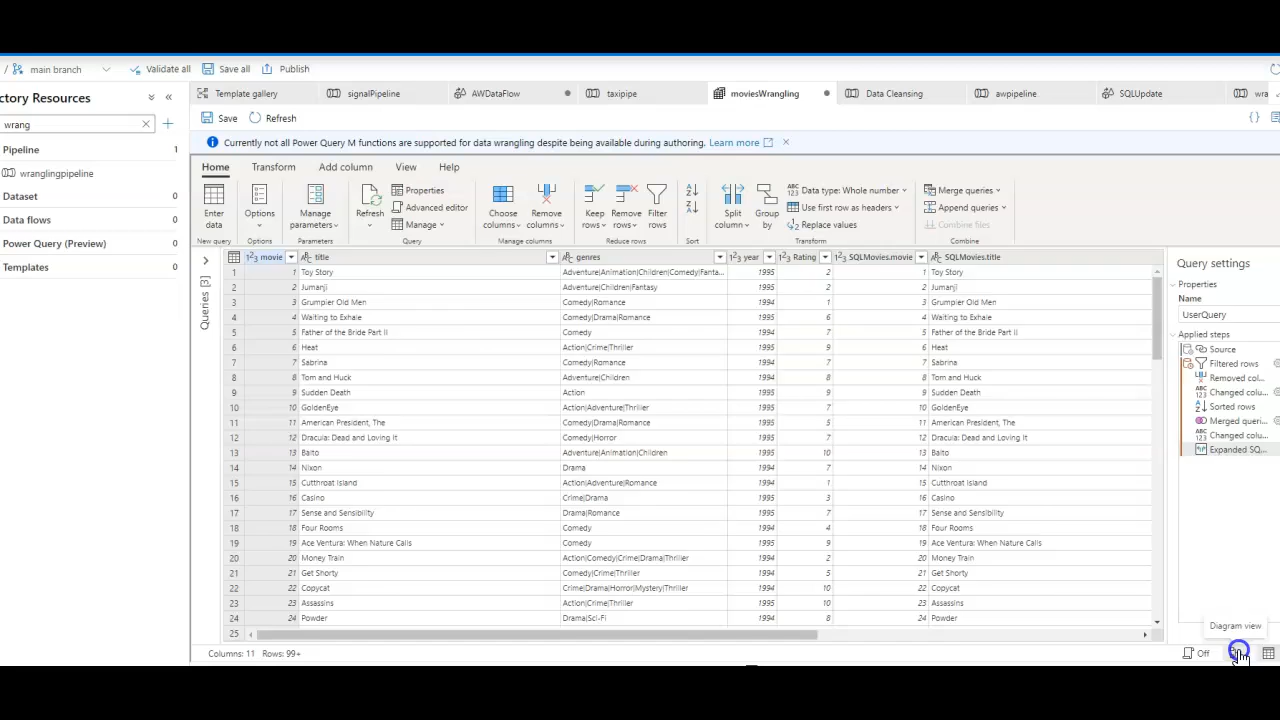 / main branch Validate all Save all Publish
ctory Resources
Template gallery signalPipeline AWDataFlow taxipipe moviesWrangling Data Cleansing awpipeline SQLUpdate wra
wrang
Save Refresh { }
Pipeline 1
Currently not all Power Query M functions are supported for data wrangling despite being available during authoring. Learn more
wranglingpipeline
Dataset 0
Data flows 0
Power Query (Preview) 0
Templates 0
Home Transform Add column View Help
Enter data
New query
Options
Options
Manage parameters
Parameters
Refresh
Properties
Advanced editor
Manage
Query
Choose columns
Remove columns
Manage columns
Keep rows
Remove rows
Filter rows
Reduce rows
Sort
Split column
Group by
Data type: Whole number
Use first row as headers
Replace values
Transform
Merge queries
Append queries
Combine files
Combine
Queries [3]
movie title genres year Rating SQLMovies.movie SQLMovies.title
1 1 Toy Story Adventure|Animation|Children|Comedy|Fanta... 1995 2 1 Toy Story
2 2 Jumanji Adventure|Children|Fantasy 1995 2 2 Jumanji
3 3 Grumpier Old Men Comedy|Romance 1994 1 3 Grumpier Old Men
4 4 Waiting to Exhale Comedy|Drama|Romance 1994 6 4 Waiting to Exhale
5 5 Father of the Bride Part II Comedy 1994 7 5 Father of the Bride Part II
6 6 Heat Action|Crime|Thriller 1995 9 6 Heat
7 7 Sabrina Comedy|Romance 1994 7 7 Sabrina
8 8 Tom and Huck Adventure|Children 1994 8 8 Tom and Huck
9 9 Sudden Death Action 1995 9 9 Sudden Death
10 10 GoldenEye Action|Adventure|Thriller 1995 7 10 GoldenEye
11 11 American President, The Comedy|Drama|Romance 1995 5 11 American President, The
12 12 Dracula: Dead and Loving It Comedy|Horror 1995 7 12 Dracula: Dead and Loving It
13 13 Balto Adventure|Animation|Children 1995 10 13 Balto
14 14 Nixon Drama 1994 7 14 Nixon
15 15 Cutthroat Island Action|Adventure|Romance 1994 1 15 Cutthroat Island
16 16 Casino Crime|Drama 1995 3 16 Casino
17 17 Sense and Sensibility Drama|Romance 1995 7 17 Sense and Sensibility
18 18 Four Rooms Comedy 1994 4 18 Four Rooms
19 19 Ace Ventura: When Nature Calls Comedy 1995 9 19 Ace Ventura: When Nature Calls
20 20 Money Train Action|Comedy|Crime|Drama|Thriller 1994 2 20 Money Train
21 21 Get Shorty Comedy|Crime|Thriller 1994 5 21 Get Shorty
22 22 Copycat Crime|Drama|Horror|Mystery|Thriller 1994 10 22 Copycat
23 23 Assassins Action|Crime|Thriller 1995 10 23 Assassins
24 24 Powder Drama|Sci-Fi 1994 8 24 Powder
25
Query settings
Properties
Name
UserQuery
Applied steps
Source
Filtered rows
Removed col...
Changed colu...
Sorted rows
Merged queri...
Changed colu...
Expanded SQ...
Diagram view
Columns: 11 Rows: 99+ Off